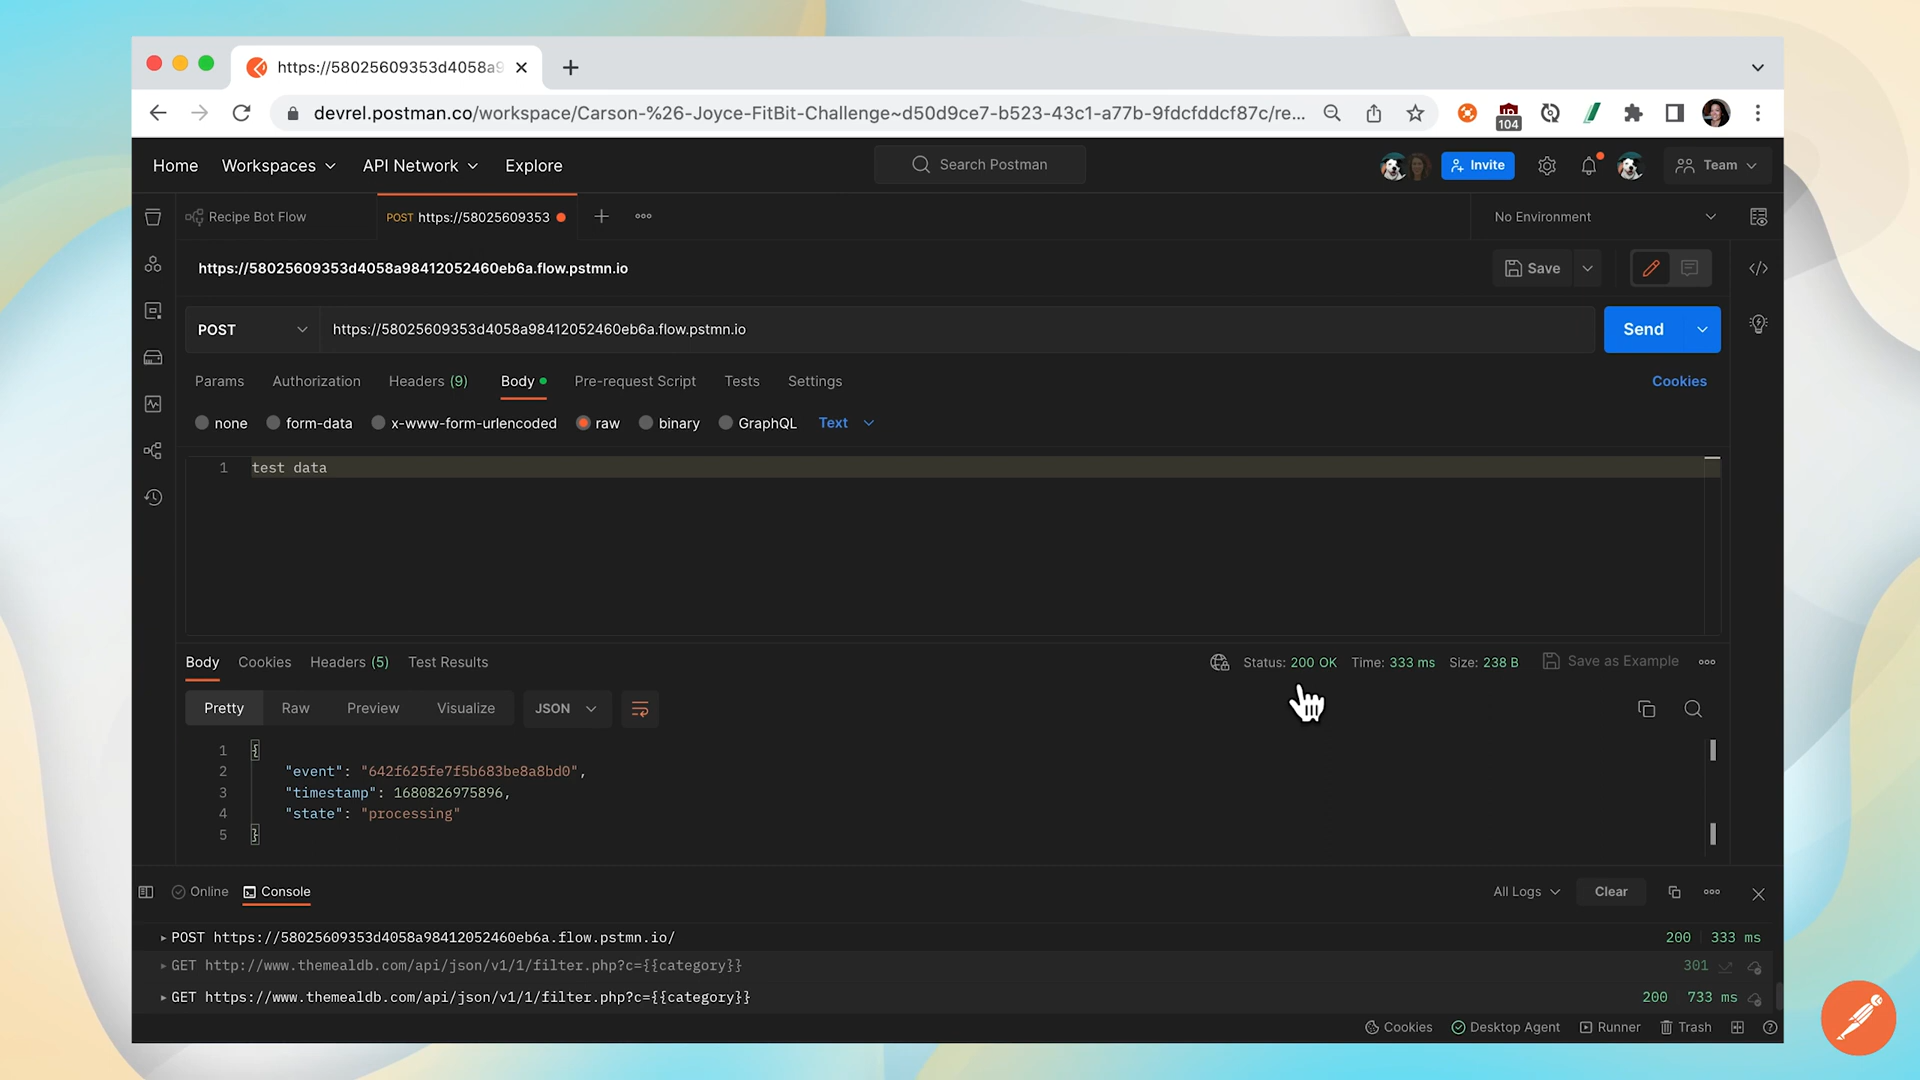 https://58025609353d4058a9
devrel.postman.co/workspace/Carson-%26-Joyce-FitBit-Challenge~d50d9ce7-b523-43c1-a77b-9fdcfddcf87c/re...
104
Home Workspaces API Network Explore Search Postman Invite Team
Recipe Bot Flow POST https://58025609353 No Environment
https://58025609353d4058a98412052460eb6a.flow.pstmn.io Save
POST https://58025609353d4058a98412052460eb6a.flow.pstmn.io Send
Params Authorization Headers (9) Body Pre-request Script Tests Settings Cookies
none form-data x-www-form-urlencoded raw binary GraphQL Text
1 test data
Body Cookies Headers (5) Test Results Status: 200 OK Time: 333 ms Size: 238 B Save as Example
Pretty Raw Preview Visualize JSON
1 {
2 "event": "642f625fe7f5b683be8a8bd0",
3 "timestamp": 1680826975896,
4 "state": "processing"
5 }
Online Console All Logs Clear
POST https://58025609353d4058a98412052460eb6a.flow.pstmn.io/ 200 333 ms
GET http://www.themealdb.com/api/json/v1/1/filter.php?c={{category}} 301
GET https://www.themealdb.com/api/json/v1/1/filter.php?c={{category}} 200 733 ms
Cookies Desktop Agent Runner Trash